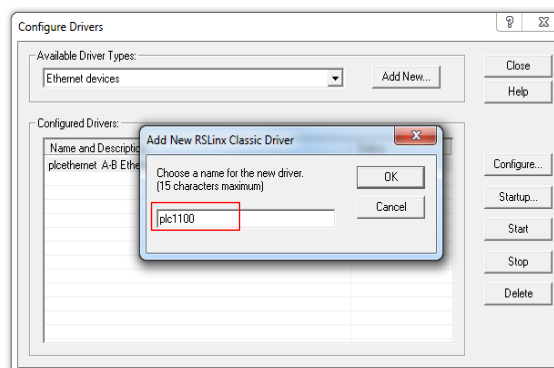 Configure Drivers
Available Driver Types:
Ethernet devices
Add New...
Close
Help
Configured Drivers:
Name and Descriptio
plcethernet A-B Ethe
Add New RSLinx Classic Driver
Choose a name for the new driver.
(15 characters maximum)
plc1100
OK
Cancel
Configure...
Startup...
Start
Stop
Delete